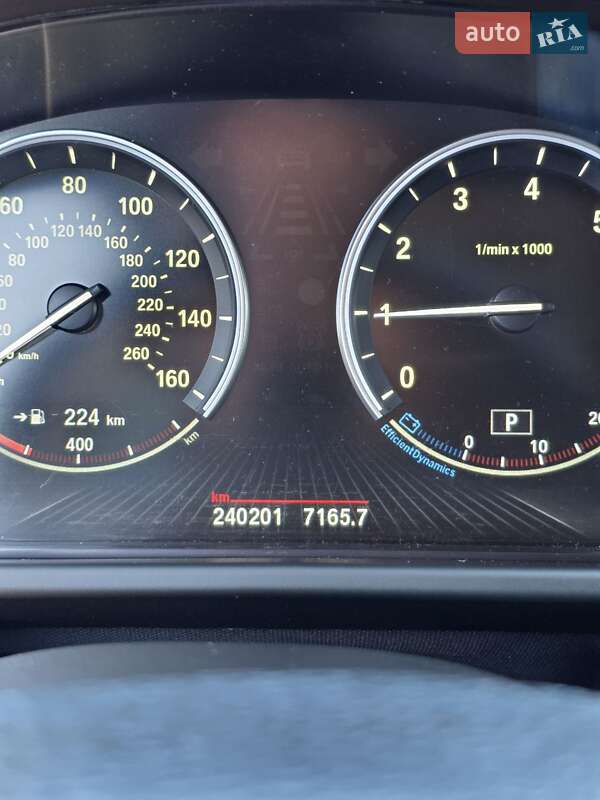 auto RIA.com
60 80 100 120 140 160
80 100 120 140 160 180 200 220 240 260
km/h
224 km
400
km
0 1 2 3 4 5
1/min x 1000
P
0 10 20
EfficientDynamics
km
240201 7165.7